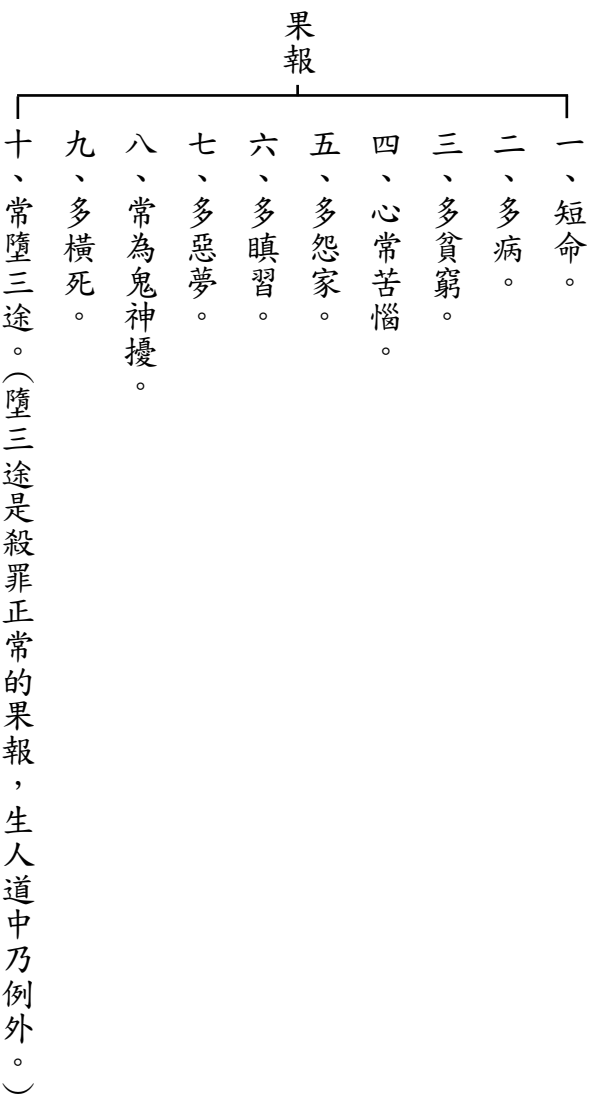 果報
一、短命。
二、多病。
三、多貧窮。
四、心常苦惱。
五、多怨家。
六、多瞋習。
七、多惡夢。
八、常為鬼神擾。
九、多橫死。
十、常墮三途。（墮三途是殺罪正常的果報，生人道中乃例外。）